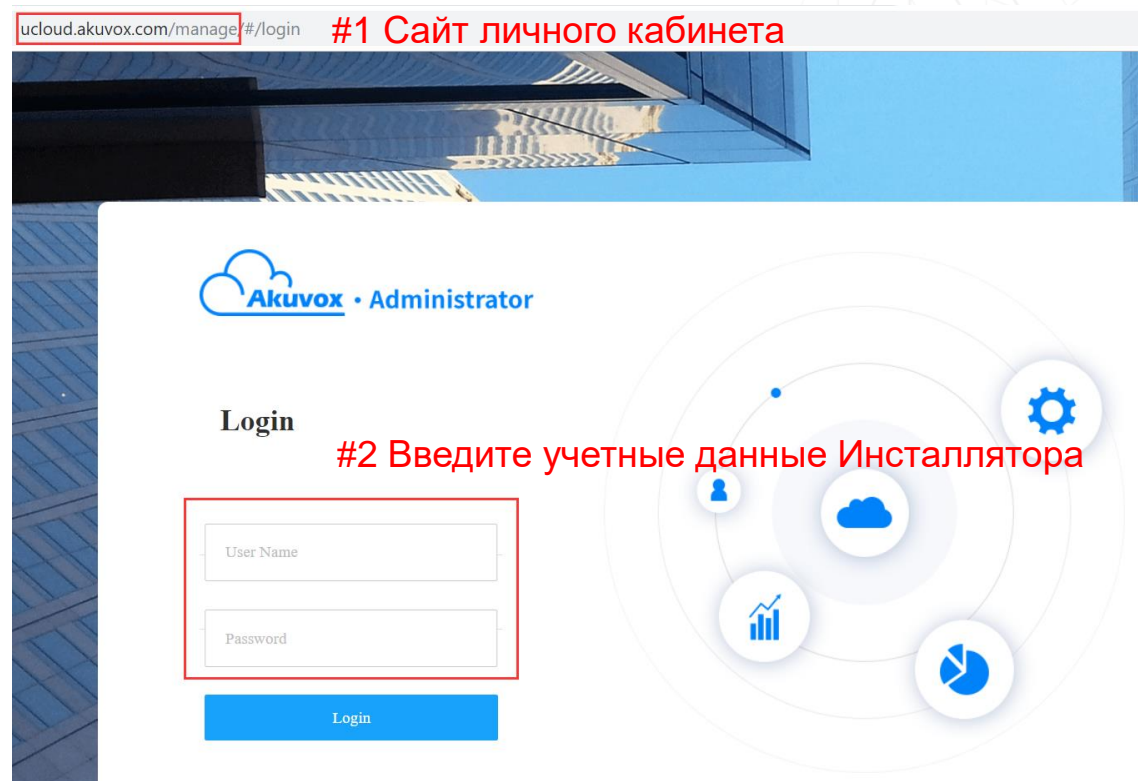 ucloud.akuvox.com/manage/#/login #1 Сайт личного кабинета
Akuvox · Administrator
Login
#2 Введите учетные данные Инсталлятора
User Name
Password
Login